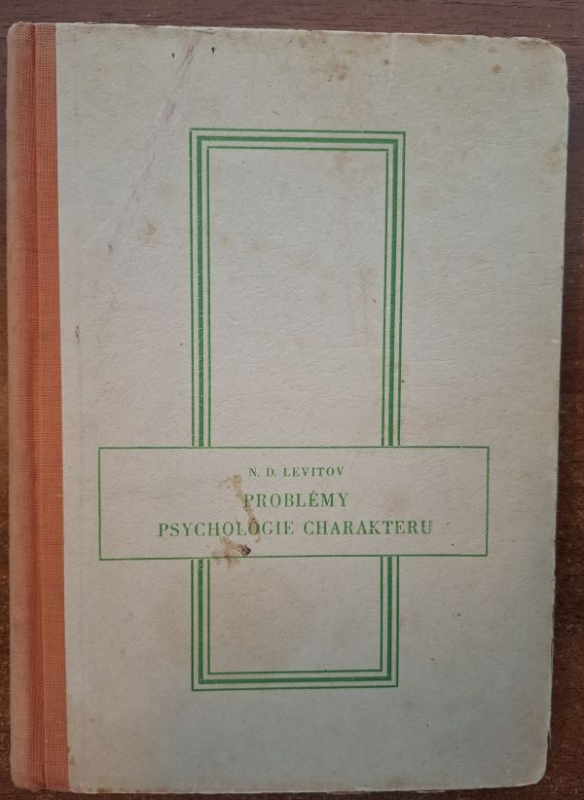 N. D. LEVITOV
PROBLÉMY
PSYCHOLOGIE CHARAKTERU